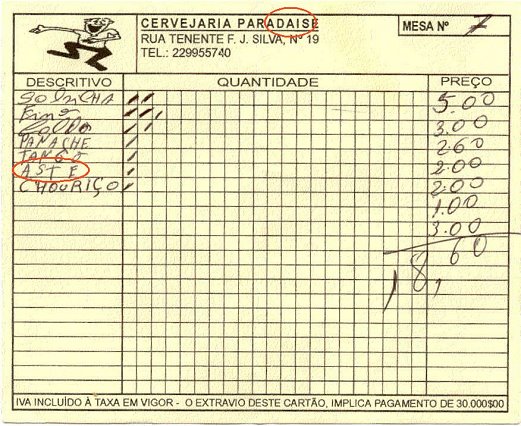 CERVEJARIA PARADAISE
RUA TENENTE F. J. SILVA, Nº 19
TEL.: 229955740
MESA Nº 7
DESCRITIVO QUANTIDADE PREÇO
5.00
Fino 3.00
Caldo 2.60
PANACHE 2.00
TANGO 2.00
ASTE 1.00
CHOURIÇO 3.00
18,60
IVA INCLUÍDO À TAXA EM VIGOR - O EXTRAVIO DESTE CARTÃO, IMPLICA PAGAMENTO DE 30.000$00